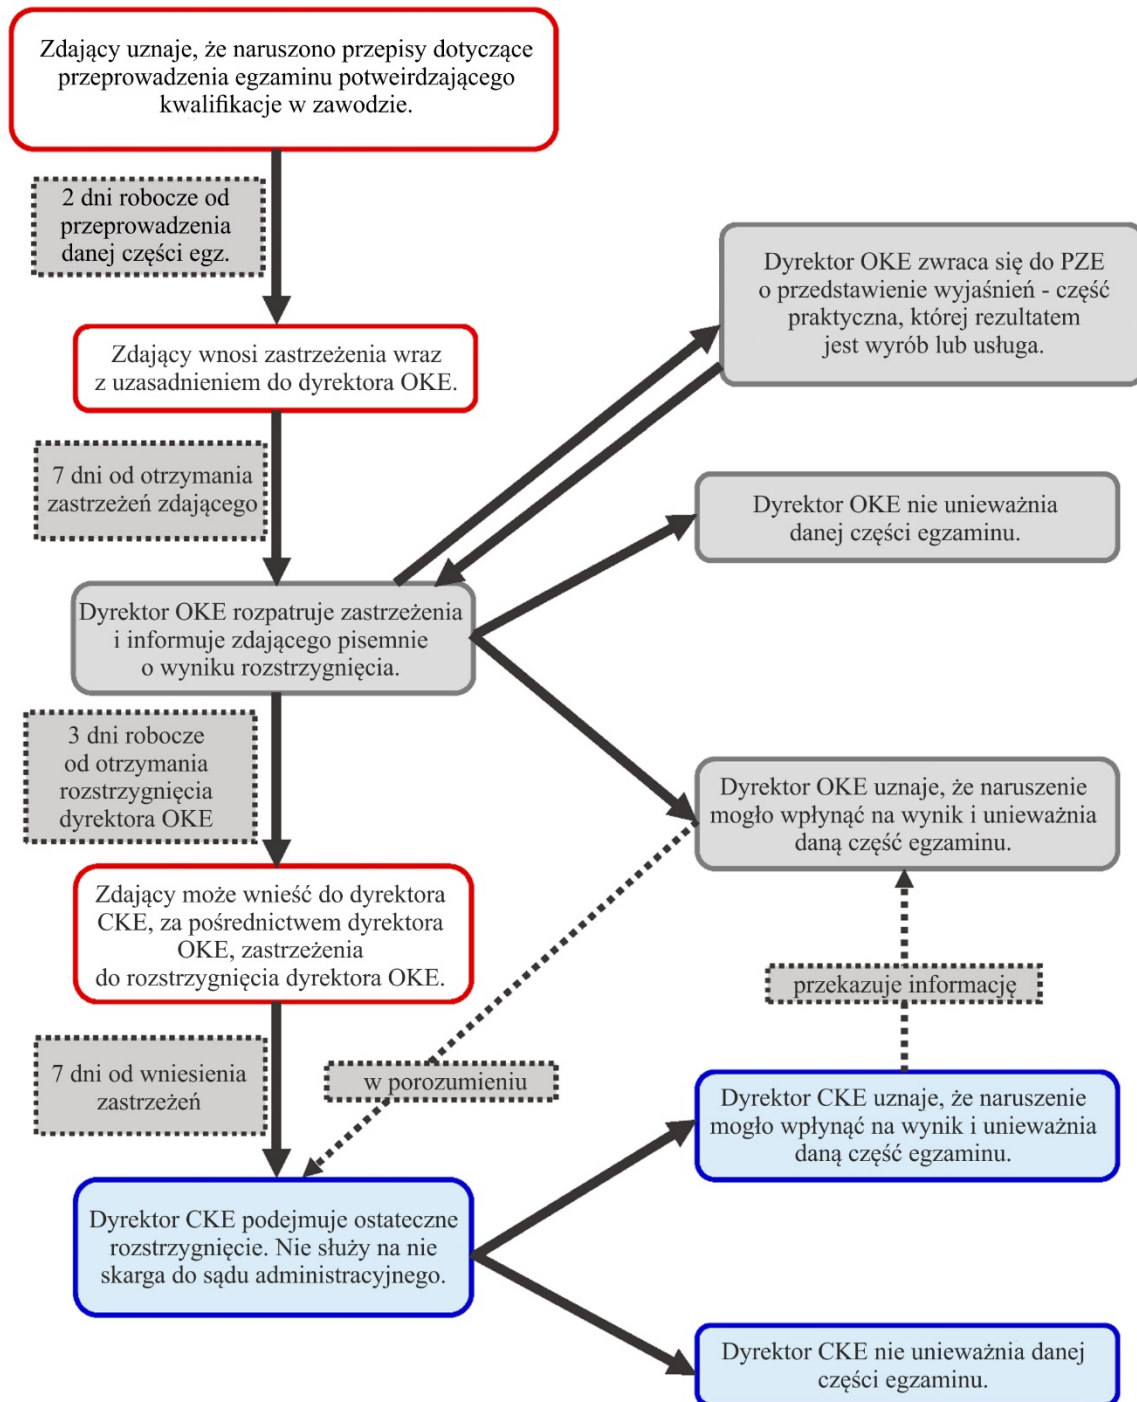 Zdający uznaje, że naruszono przepisy dotyczące
przeprowadzenia egzaminu potweirdzającego
kwalifikacje w zawodzie.
2 dni robocze od
przeprowadzenia
danej części egz.
Zdający wnosi zastrzeżenia wraz
z uzasadnieniem do dyrektora OKE.
Dyrektor OKE zwraca się do PZE
o przedstawienie wyjaśnień - część
praktyczna, której rezultatem
jest wyrób lub usługa.
7 dni od otrzymania
zastrzeżeń zdającego
Dyrektor OKE nie unieważnia
danej części egzaminu.
Dyrektor OKE rozpatruje zastrzeżenia
i informuje zdającego pisemnie
o wyniku rozstrzygnięcia.
3 dni robocze
od otrzymania
rozstrzygnięcia
dyrektora OKE
Dyrektor OKE uznaje, że naruszenie
mogło wpłynąć na wynik i unieważnia
daną część egzaminu.
Zdający może wnieść do dyrektora
CKE, za pośrednictwem dyrektora
OKE, zastrzeżenia
do rozstrzygnięcia dyrektora OKE.
przekazuje informację
7 dni od wniesienia
zastrzeżeń
w porozumieniu
Dyrektor CKE uznaje, że naruszenie
mogło wpłynąć na wynik i unieważnia
daną część egzaminu.
Dyrektor CKE podejmuje ostateczne
rozstrzygnięcie. Nie służy na nie
skarga do sądu administracyjnego.
Dyrektor CKE nie unieważnia danej
części egzaminu.